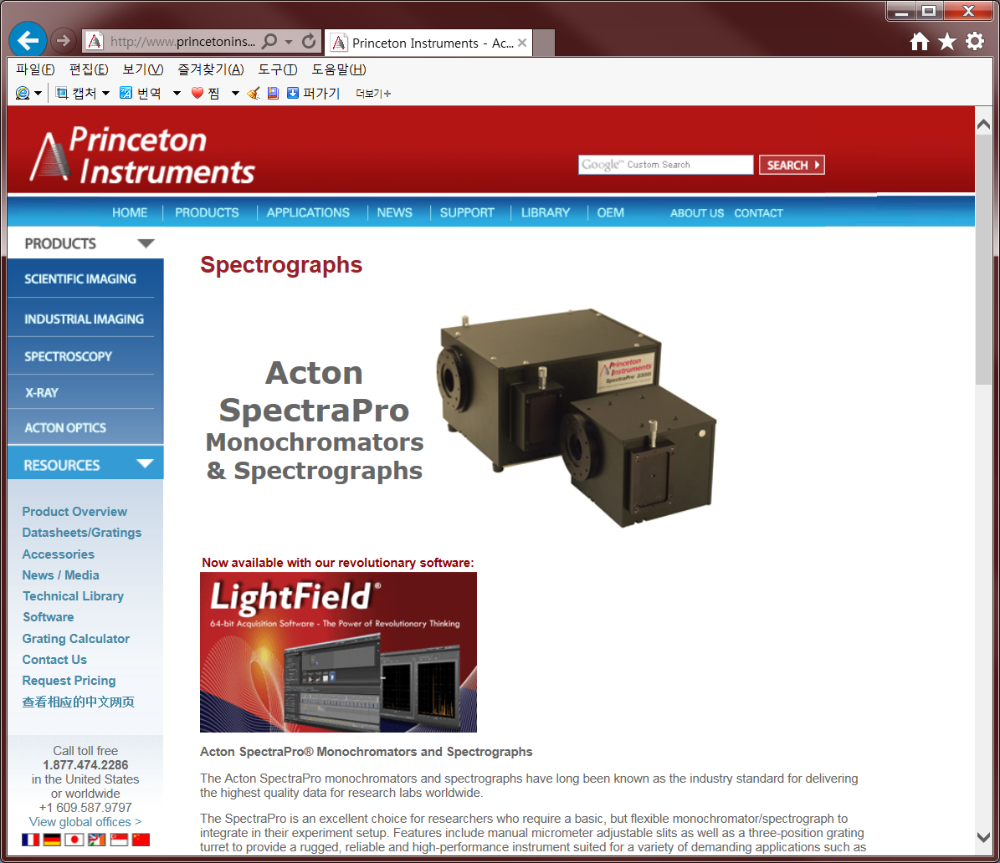 http://www.princetonins...
Princeton Instruments - Ac...
파일(F) 편집(E) 보기(V) 즐겨찾기(A) 도구(T) 도움말(H)
캡처 번역 찜 퍼가기 더보기+
Princeton
Instruments
Google™ Custom Search SEARCH
HOME PRODUCTS APPLICATIONS NEWS SUPPORT LIBRARY OEM ABOUT US CONTACT
PRODUCTS
SCIENTIFIC IMAGING
INDUSTRIAL IMAGING
SPECTROSCOPY
X-RAY
ACTON OPTICS
RESOURCES
Product Overview
Datasheets/Gratings
Accessories
News / Media
Technical Library
Software
Grating Calculator
Contact Us
Request Pricing
查看相应的中文网页
Call toll free
1.877.474.2286
in the United States
or worldwide
+1 609.587.9797
View global offices >
Spectrographs
Acton
SpectraPro
Monochromators
& Spectrographs
Princeton
Instruments
Now available with our revolutionary software:
LightField®
64-bit Acquisition Software - The Power of Revolutionary Thinking
Acton SpectraPro® Monochromators and Spectrographs
The Acton SpectraPro monochromators and spectrographs have long been known as the industry standard for delivering
the highest quality data for research labs worldwide.
The SpectraPro is an excellent choice for researchers who require a basic, but flexible monochromator/spectrograph to
integrate in their experiment setup. Features include manual micrometer adjustable slits as well as a three-position grating
turret to provide a rugged, reliable and high-performance instrument suited for a variety of demanding applications such as